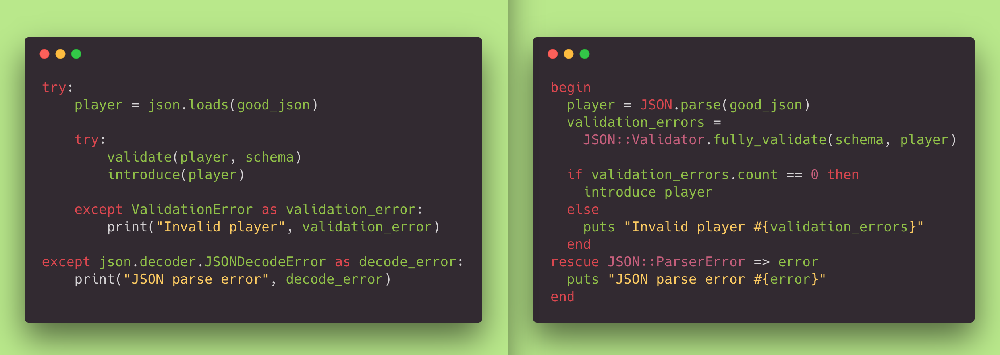 try:
    player = json.loads(good_json)

    try:
        validate(player, schema)
        introduce(player)

    except ValidationError as validation_error:
        print("Invalid player", validation_error)

except json.decoder.JSONDecodeError as decode_error:
    print("JSON parse error", decode_error)

begin
  player = JSON.parse(good_json)
  validation_errors =
    JSON::Validator.fully_validate(schema, player)

  if validation_errors.count == 0 then
    introduce player
  else
    puts "Invalid player #{validation_errors}"
  end
rescue JSON::ParserError => error
  puts "JSON parse error #{error}"
end